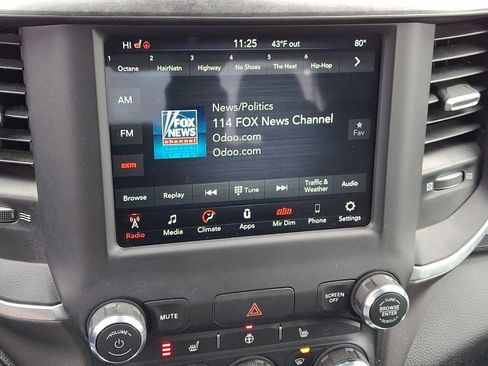 HI 11:25 43°F out 80°
1 Octane 2 HairNatn 3 Highway 4 No Shoes 5 The Heat 6 Hip-Hop
AM
FM
sxm
FOX
NEWS
channel
News/Politics
114 FOX News Channel
Odoo.com
Odoo.com
Fav
Browse Replay Tune Traffic & Weather Audio
Radio Media Climate Apps Mir Dim Phone Settings
VOLUME
MUTE
SCREEN OFF
TUNE
BROWSE
ENTER
SCROLL